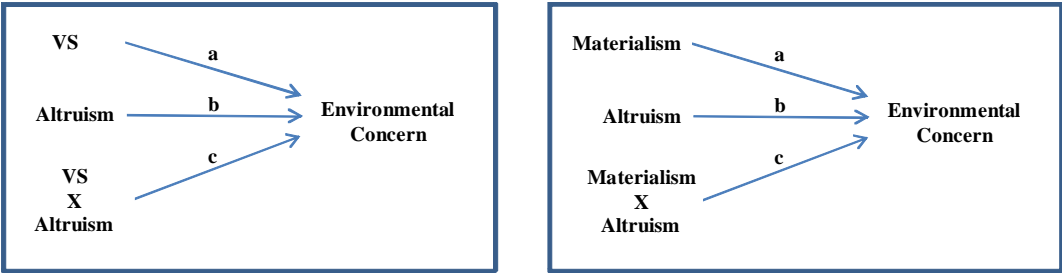 VS
a
Altruism
b
Environmental
Concern
c
VS
X
Altruism
Materialism
a
Altruism
b
Environmental
Concern
c
Materialism
X
Altruism